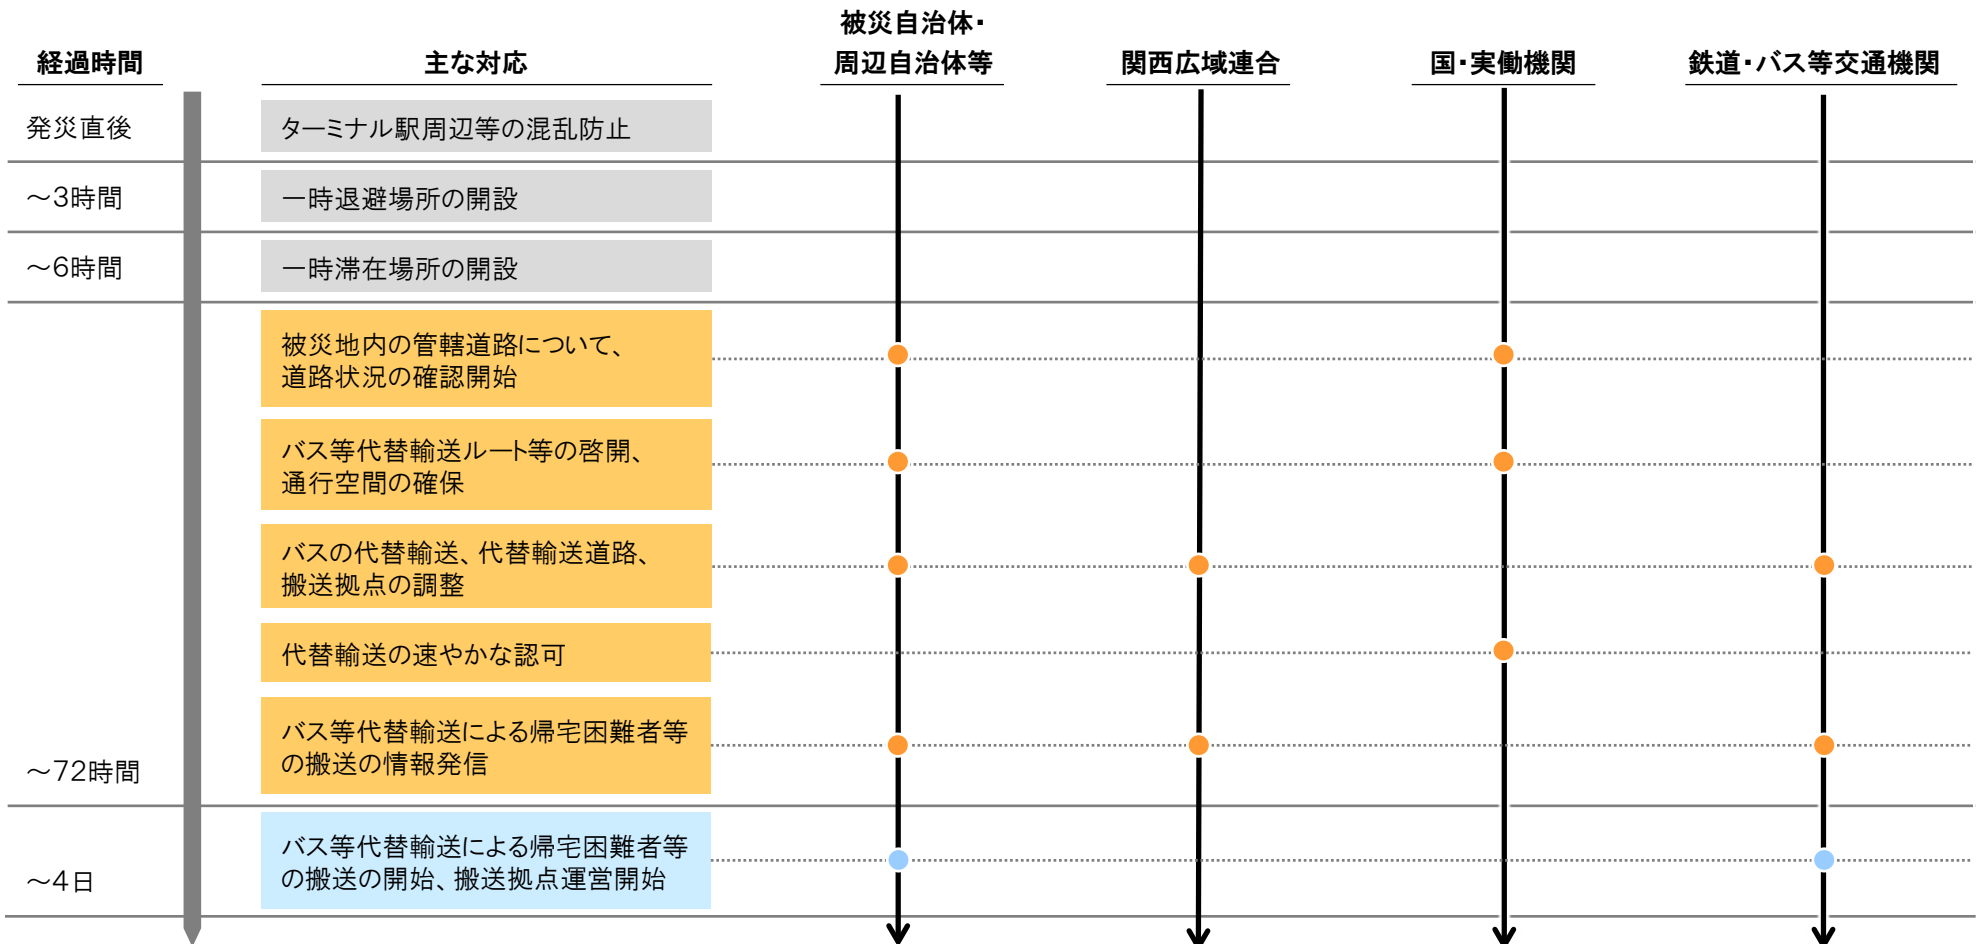 経過時間
主な対応
被災自治体・
周辺自治体等
関西広域連合
国・実働機関
鉄道・バス等交通機関
発災直後
ターミナル駅周辺等の混乱防止
～3時間
一時退避場所の開設
～6時間
一時滞在場所の開設
被災地内の管轄道路について、
道路状況の確認開始
バス等代替輸送ルート等の啓開、
通行空間の確保
バスの代替輸送、代替輸送道路、
搬送拠点の調整
代替輸送の速やかな認可
バス等代替輸送による帰宅困難者等
の搬送の情報発信
～72時間
バス等代替輸送による帰宅困難者等
の搬送の開始、搬送拠点運営開始
～4日